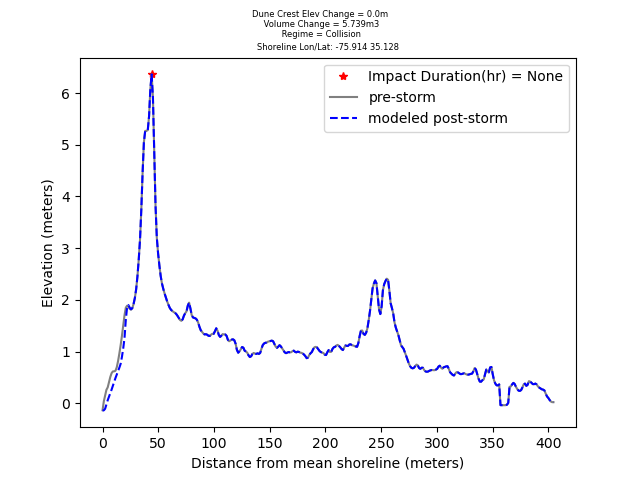 Dune Crest Elev Change = 0.0m
Volume Change = 5.739m3
Regime = Collision
Shoreline Lon/Lat: -75.914 35.128
Impact Duration(hr) = None
pre-storm
modeled post-storm
Elevation (meters)
6
5
4
3
2
1
0
0 50 100 150 200 250 300 350 400
Distance from mean shoreline (meters)